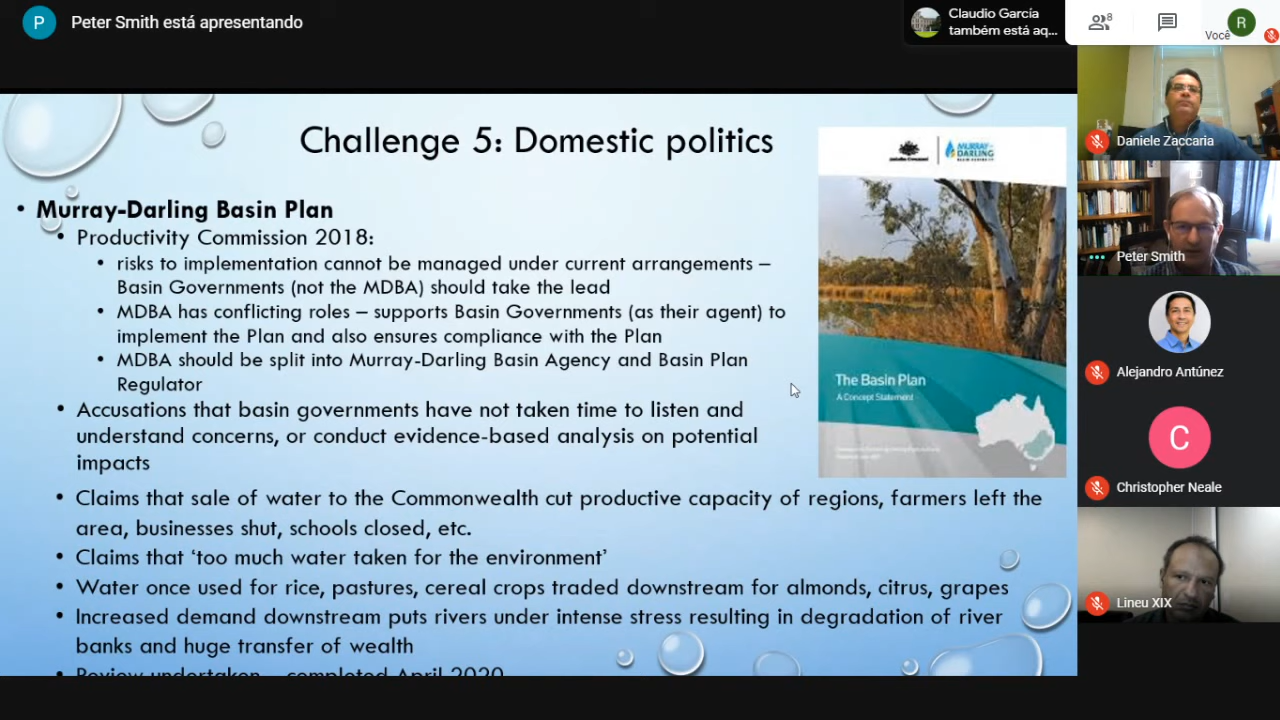 P
Peter Smith está apresentando
Claudio García
também está aq...
8
Você
R
Challenge 5: Domestic politics
• Murray-Darling Basin Plan
• Productivity Commission 2018:
• risks to implementation cannot be managed under current arrangements –
Basin Governments (not the MDBA) should take the lead
• MDBA has conflicting roles – supports Basin Governments (as their agent) to
implement the Plan and also ensures compliance with the Plan
• MDBA should be split into Murray-Darling Basin Agency and Basin Plan
Regulator
• Accusations that basin governments have not taken time to listen and
understand concerns, or conduct evidence-based analysis on potential
impacts
• Claims that sale of water to the Commonwealth cut productive capacity of regions, farmers left the
area, businesses shut, schools closed, etc.
• Claims that ‘too much water taken for the environment’
• Water once used for rice, pastures, cereal crops traded downstream for almonds, citrus, grapes
• Increased demand downstream puts rivers under intense stress resulting in degradation of river
banks and huge transfer of wealth
• Review undertaken – completed April 2020
MURRAY-
DARLING
The Basin Plan
A Concept Statement
Daniele Zaccaria
Peter Smith
Alejandro Antúnez
C
Christopher Neale
Lineu XIX